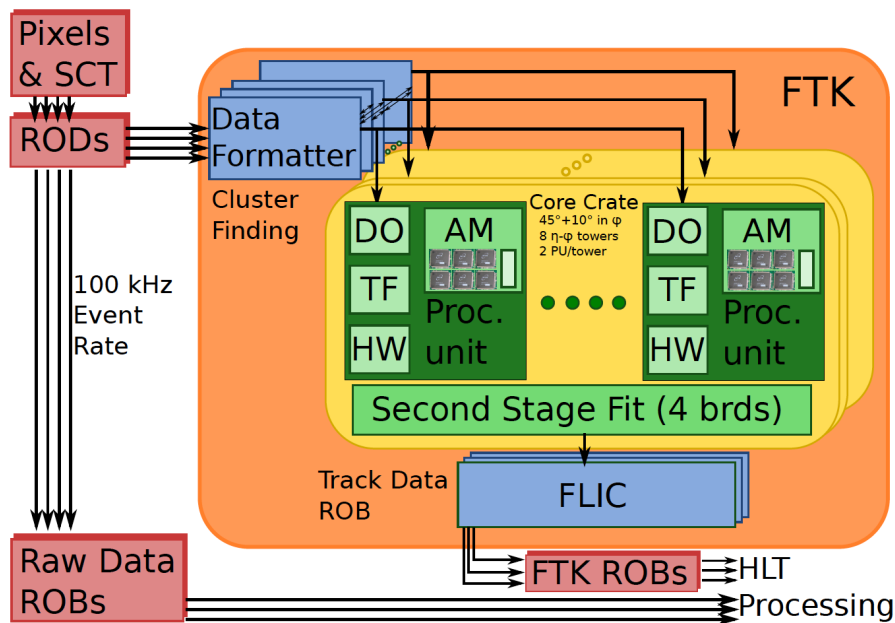 Pixels
& SCT
RODs
FTK
Data
Formatter
Cluster
Finding
Core Crate
45°+10° in φ
8 η-φ towers
2 PU/tower
DO
AM
TF
HW
Proc.
unit
DO
AM
TF
HW
Proc.
unit
100 kHz
Event
Rate
Second Stage Fit (4 brds)
Track Data
ROB
FLIC
Raw Data
ROBs
FTK ROBs
HLT
Processing